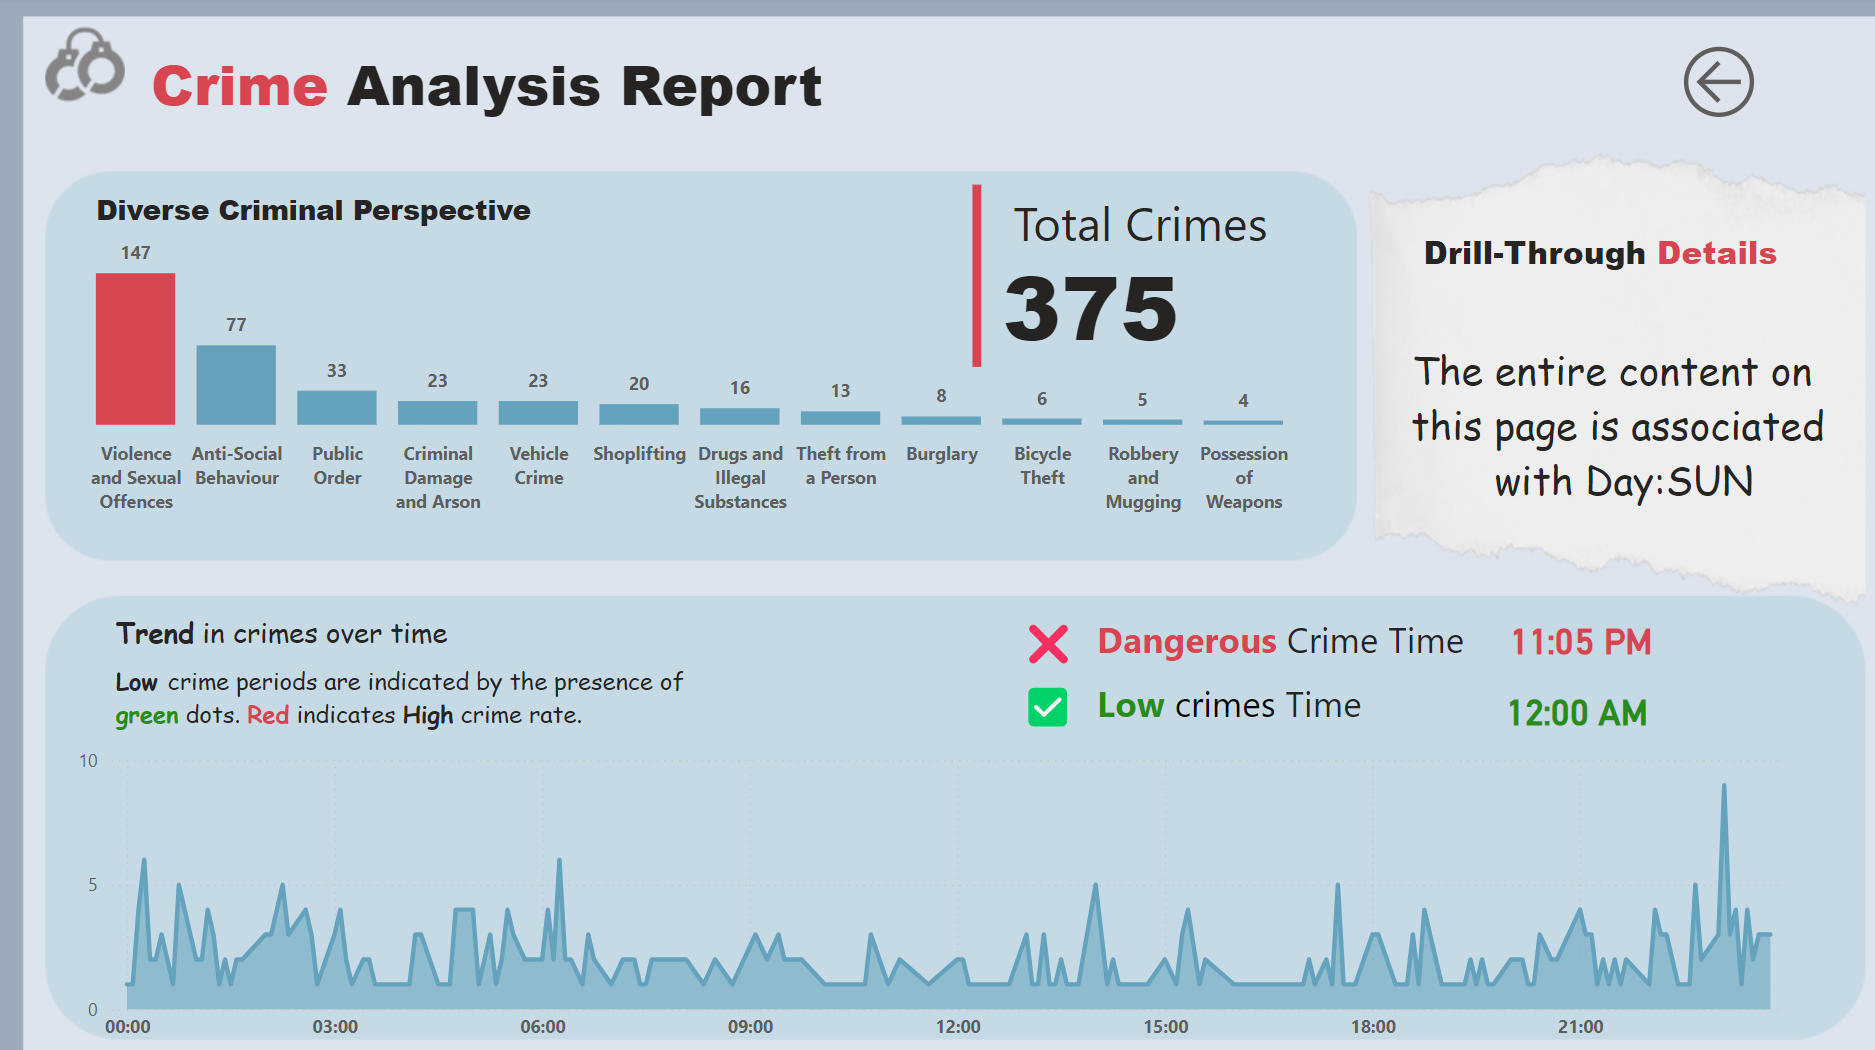 Crime Analysis Report
Diverse Criminal Perspective
Total Crimes
375
147
77
33
23
23
20
16
13
8
6
5
4
Violence
and Sexual
Offences
Anti-Social
Behaviour
Public
Order
Criminal
Damage
and Arson
Vehicle
Crime
Shoplifting
Drugs and
Illegal
Substances
Theft from
a Person
Burglary
Bicycle
Theft
Robbery
and
Mugging
Possession
of
Weapons
Drill-Through Details
The entire content on
this page is associated
with Day:SUN
Trend in crimes over time
Low crime periods are indicated by the presence of
green dots. Red indicates High crime rate.
Dangerous Crime Time 11:05 PM
Low crimes Time 12:00 AM
10
5
0
00:00 03:00 06:00 09:00 12:00 15:00 18:00 21:00